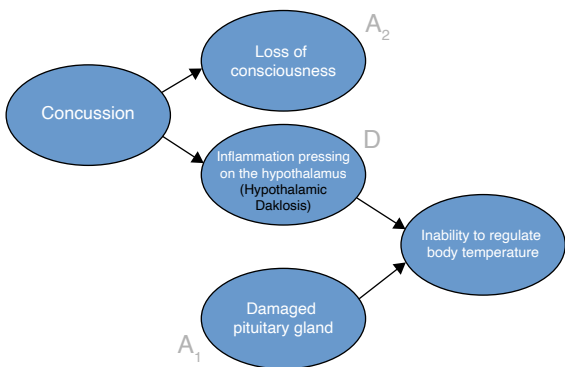 A2
Loss of
consciousness
Concussion
D
Inflammation pressing
on the hypothalamus
(Hypothalamic
Daklosis)
Inability to regulate
body temperature
Damaged
pituitary gland
A1